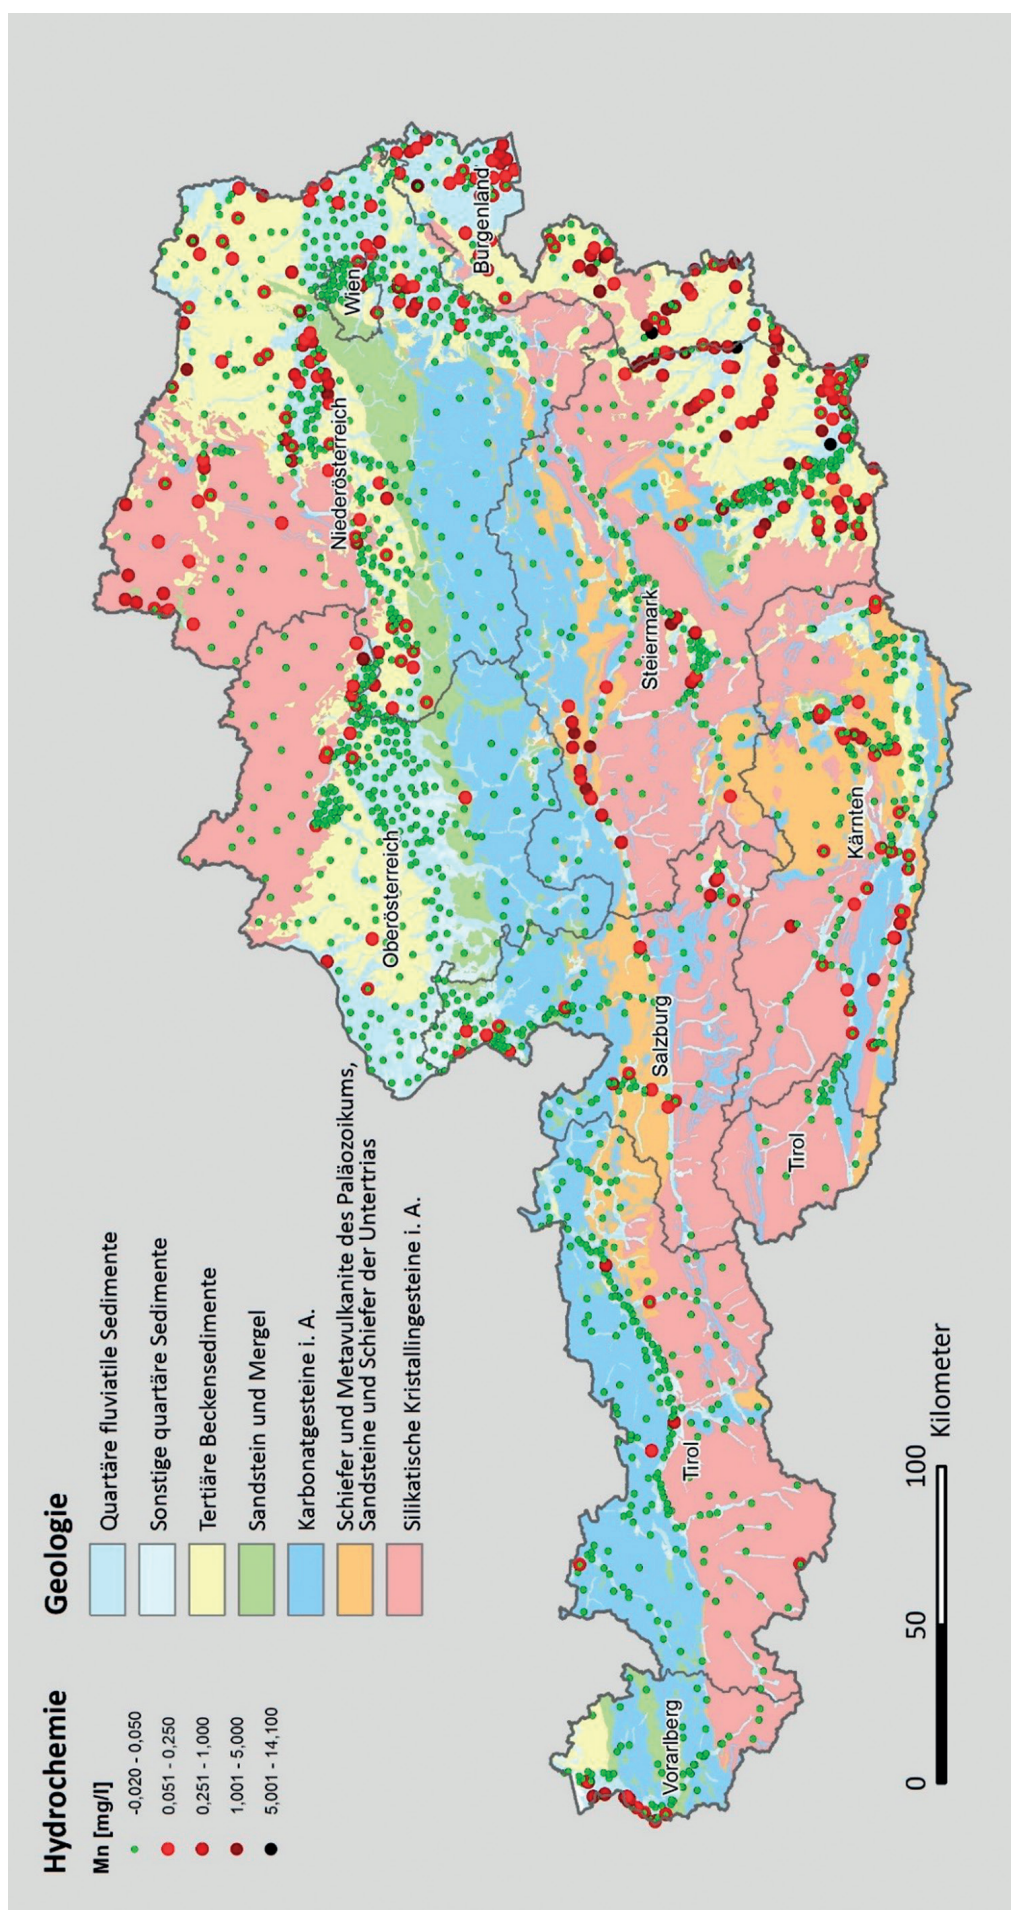 Hydrochemie
Mn [mg/l]
-0,020 - 0,050
0,051 - 0,250
0,251 - 1,000
1,001 - 5,000
5,001 - 14,100
Geologie
Quartäre fluviatile Sedimente
Sonstige quartäre Sedimente
Tertiäre Beckensedimente
Sandstein und Mergel
Karbonatgesteine i. A.
Schiefer und Metavulkanite des Paläozoikums,
Sandsteine und Schiefer der Untertrias
Silikatische Kristallingesteine i. A.
Niederösterreich
Wien
Oberösterreich
Burgenland
Steiermark
Salzburg
Tirol
Vorarlberg
Tirol
Kärnten
0
50
100
Kilometer